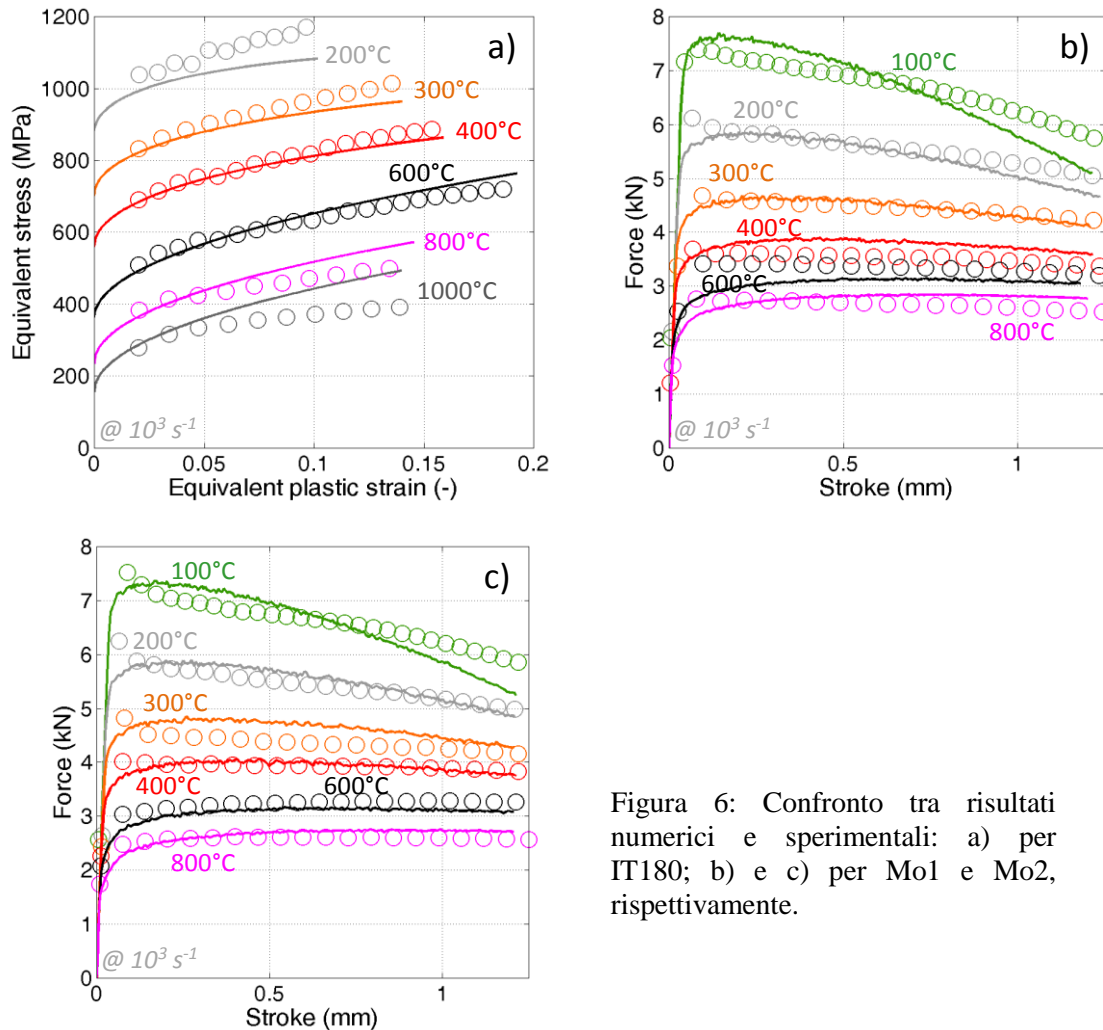 a)
1200
1000
800
600
400
200
0
Equivalent stress (MPa)
200°C
300°C
400°C
600°C
800°C
1000°C
@ 10³ s⁻¹
0 0.05 0.1 0.15 0.2
Equivalent plastic strain (-)
b)
8
7
6
5
4
3
2
1
0
Force (kN)
100°C
200°C
300°C
400°C
600°C
800°C
@ 10³ s⁻¹
0 0.5 1
Stroke (mm)
c)
8
7
6
5
4
3
2
1
0
Force (kN)
100°C
200°C
300°C
400°C
600°C
800°C
@ 10³ s⁻¹
0 0.5 1
Stroke (mm)
Figura 6: Confronto tra risultati
numerici e sperimentali: a) per
IT180; b) e c) per Mo1 e Mo2,
rispettivamente.